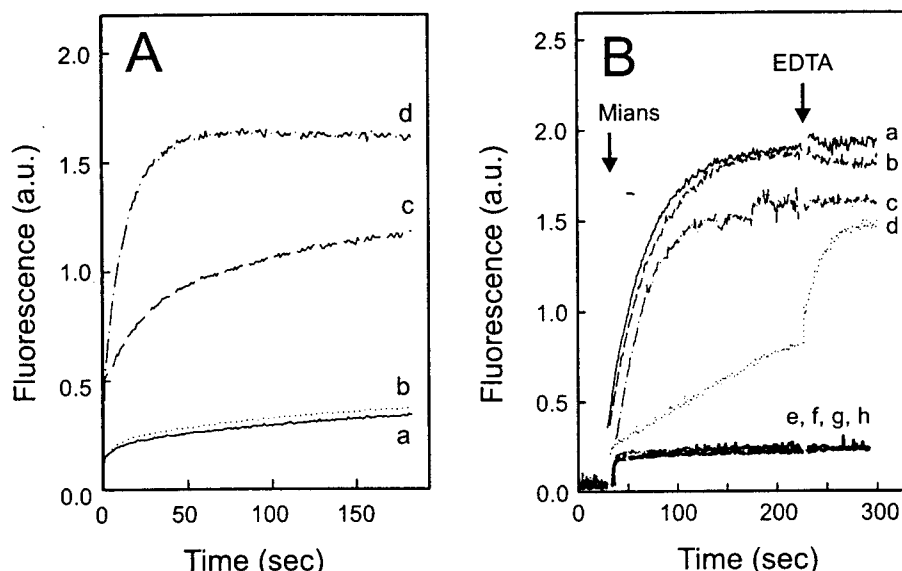 A
2.0
1.5
1.0
0.5
0.0
d
c
b
a
0 50 100 150
Time (sec)
Fluorescence (a.u.)
B
2.5
2.0
1.5
1.0
0.5
0.0
Mians
EDTA
a
b
c
d
e, f, g, h
0 50 100 200 300
Time (sec)
Fluorescence (a.u.)